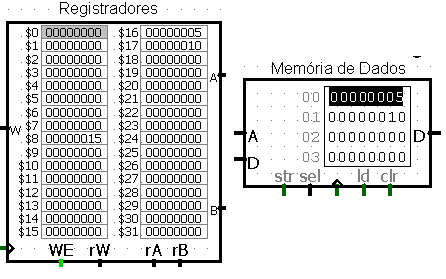 Registradores
$0 00000000 $16 00000005
$1 00000000 $17 00000010
$2 00000000 $18 00000000
$3 00000000 $19 00000000
$4 00000000 $20 00000000
$5 00000000 $21 00000000
$6 00000000 $22 00000000
$7 00000000 $23 00000000
$8 00000015 $24 00000000
$9 00000000 $25 00000000
$10 00000000 $26 00000000
$11 00000000 $27 00000000
$12 00000000 $28 00000000
$13 00000000 $29 00000000
$14 00000000 $30 00000000
$15 00000000 $31 00000000
W
A
B
WE rW rA rB
Memória de Dados
00 00000005
01 00000010
02 00000000
03 00000000
A
D
D
str sel ld clr